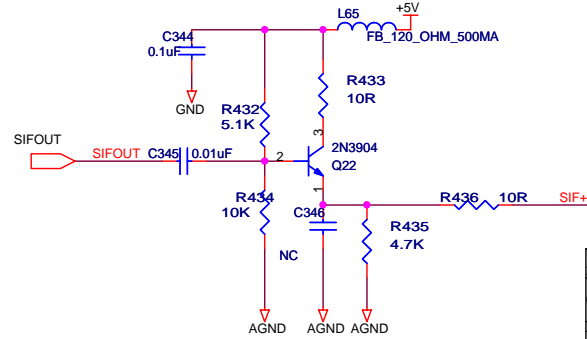 +5V
L65
FB_120_OHM_500MA
C344
0.1uF
GND
R433
10R
R432
5.1K
3
2N3904
Q22
2
1
SIFOUT
SIFOUT
C345
0.01uF
R434
10K
C346
NC
R435
4.7K
R436
10R
SIF+
AGND
AGND
AGND